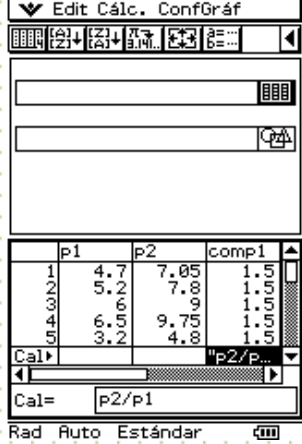 Edit Cálc. ConfGráf
p1 p2 comp1
1 4.7 7.05 1.5
2 5.2 7.8 1.5
3 6 9 1.5
4 6.5 9.75 1.5
5 3.2 4.8 1.5
Cal▸ "p2/p…
Cal= p2/p1
Rad Auto Estándar